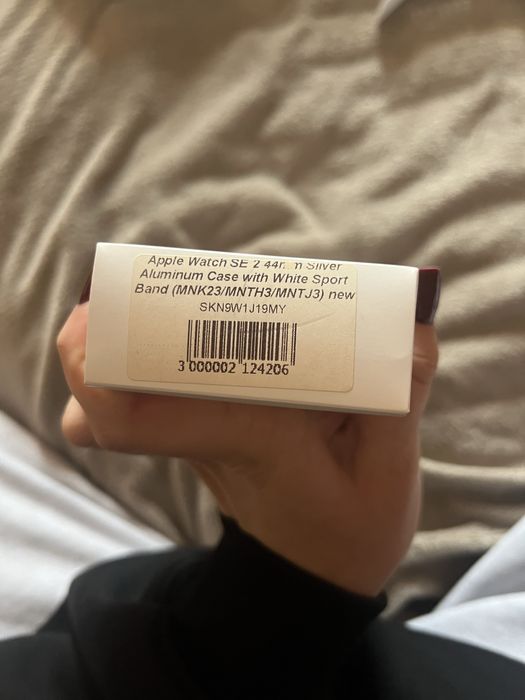 Apple Watch SE 2 44 Silver
Aluminum Case with White Sport
Band (MNK23/MNTH3/MNTJ3) new
SKN9W1J19MY
3 000002 124206